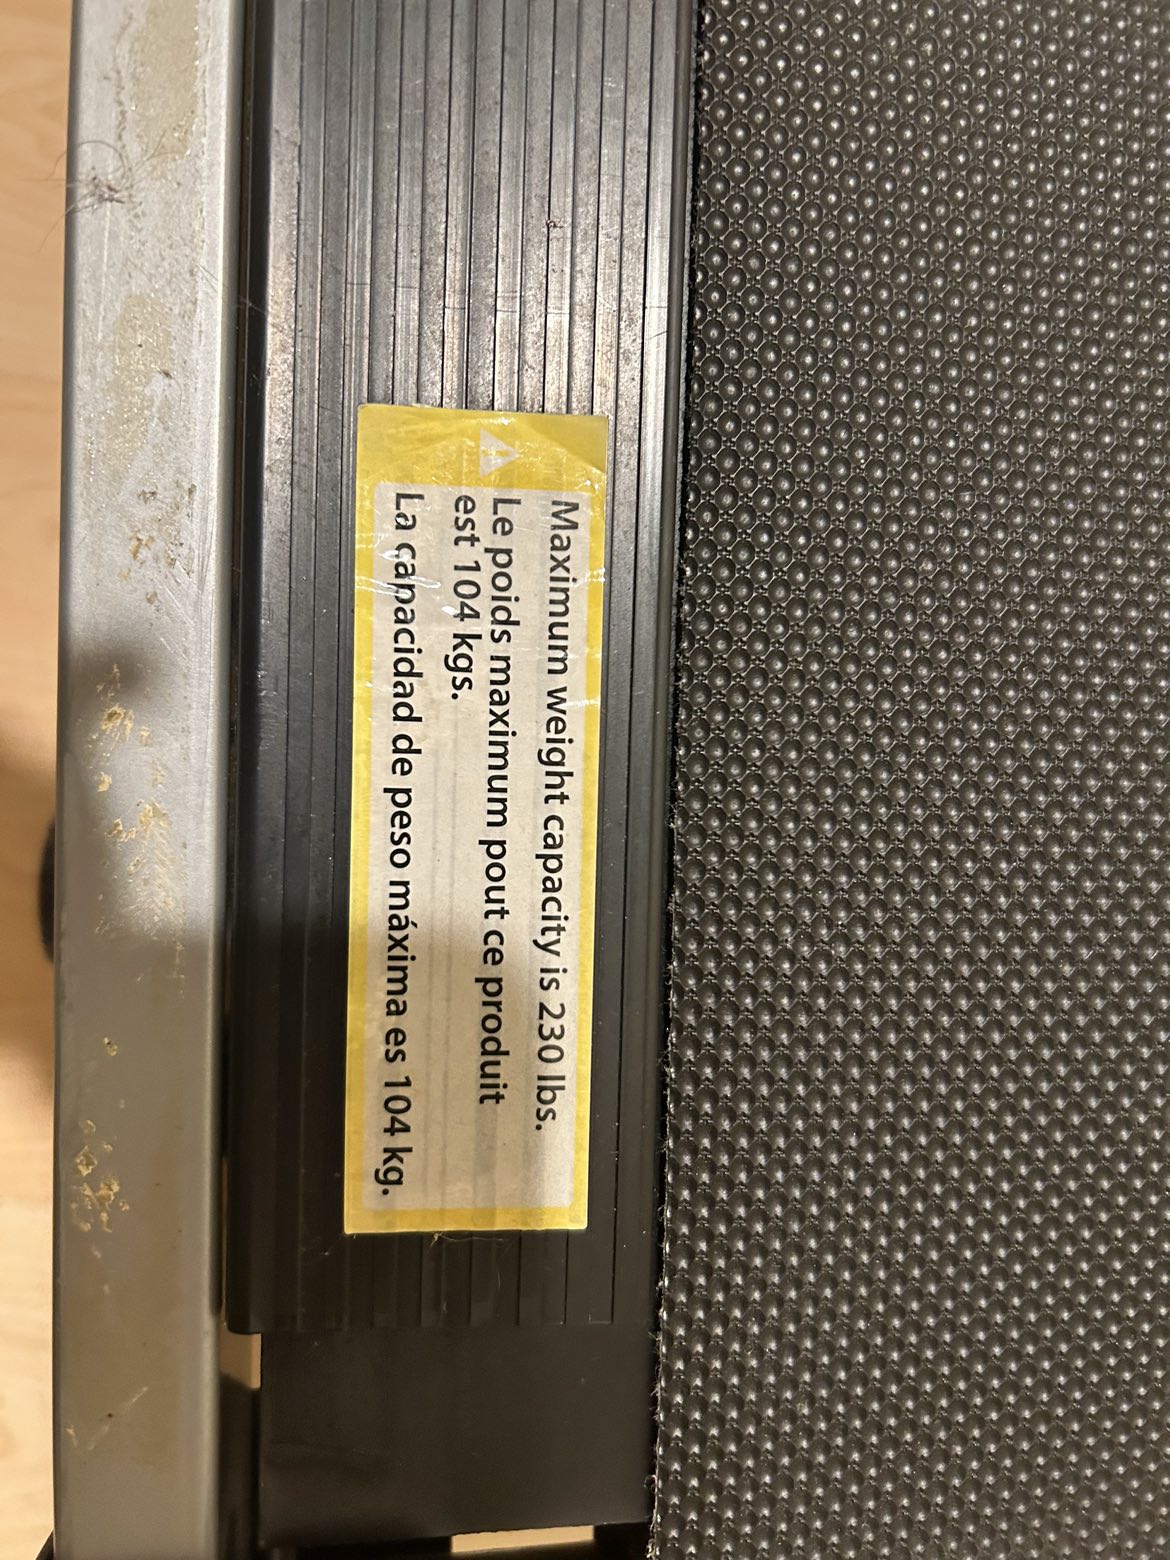 Maximum weight capacity is 230 lbs.
Le poids maximum pout ce produit
est 104 kgs.
La capacidad de peso máxima es 104 kg.